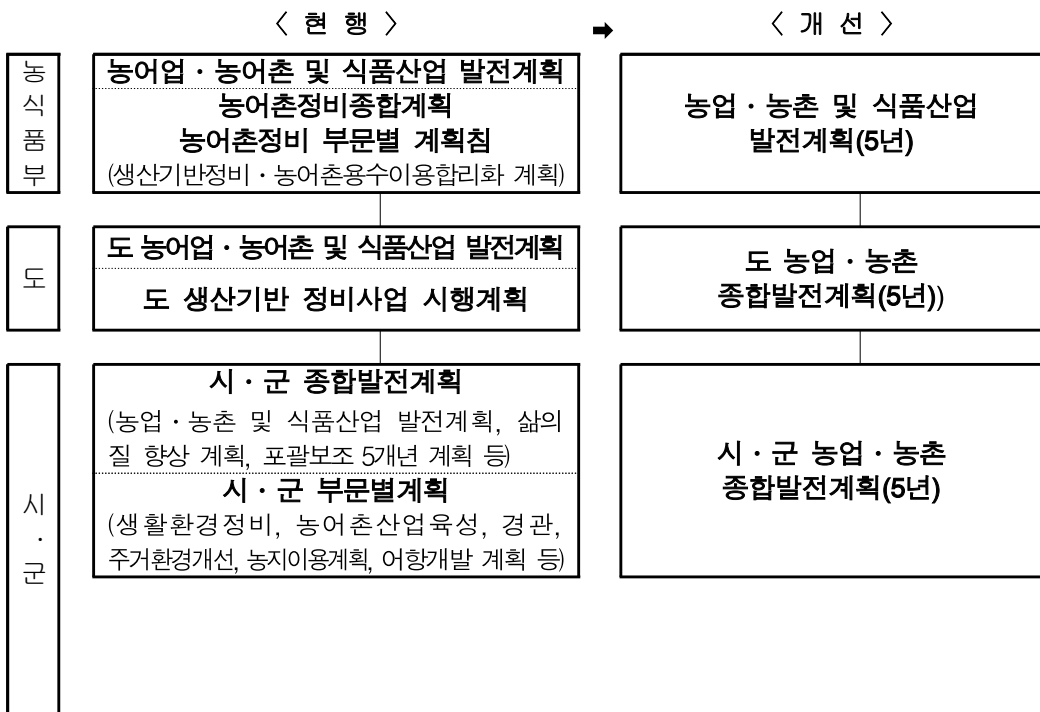 〈 현 행 〉 ➡ 〈 개 선 〉
농
식
품
부
농어업ㆍ농어촌 및 식품산업 발전계획
농어촌정비종합계획
농어촌정비 부문별 계획침
(생산기반정비ㆍ농어촌용수이용합리화 계획)
농업ㆍ농촌 및 식품산업
발전계획(5년)
도
도 농어업ㆍ농어촌 및 식품산업 발전계획
도 생산기반 정비사업 시행계획
도 농업ㆍ농촌
종합발전계획(5년))
시
ㆍ
군
시ㆍ군 종합발전계획
(농업ㆍ농촌 및 식품산업 발전계획, 삶의
질 향상 계획, 포괄보조 5개년 계획 등)
시ㆍ군 부문별계획
(생활환경정비, 농어촌산업육성, 경관,
주거환경개선, 농지이용계획, 어항개발 계획 등)
시ㆍ군 농업ㆍ농촌
종합발전계획(5년)